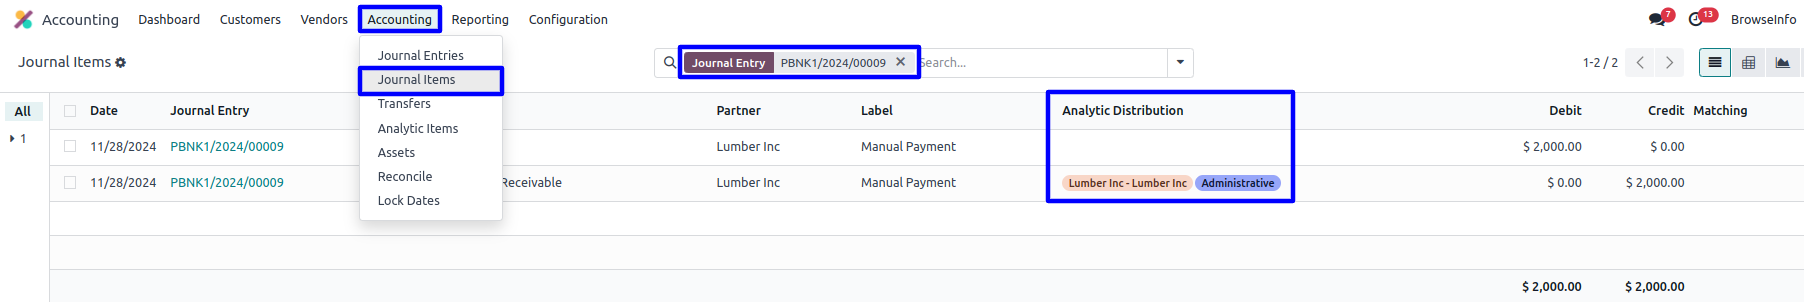 Accounting Dashboard Customers Vendors Accounting Reporting Configuration 7 13 BrowseInfo
Journal Items Journal Entry PBNK1/2024/00009 Search... 1-2 / 2
Journal Entries
Journal Items
Transfers
Analytic Items
Assets
Reconcile
Lock Dates
All Date Journal Entry Partner Label Analytic Distribution Debit Credit Matching
1 11/28/2024 PBNK1/2024/00009 Lumber Inc Manual Payment $ 2,000.00 $ 0.00
11/28/2024 PBNK1/2024/00009 Receivable Lumber Inc Manual Payment Lumber Inc - Lumber Inc Administrative $ 0.00 $ 2,000.00
$ 2,000.00 $ 2,000.00